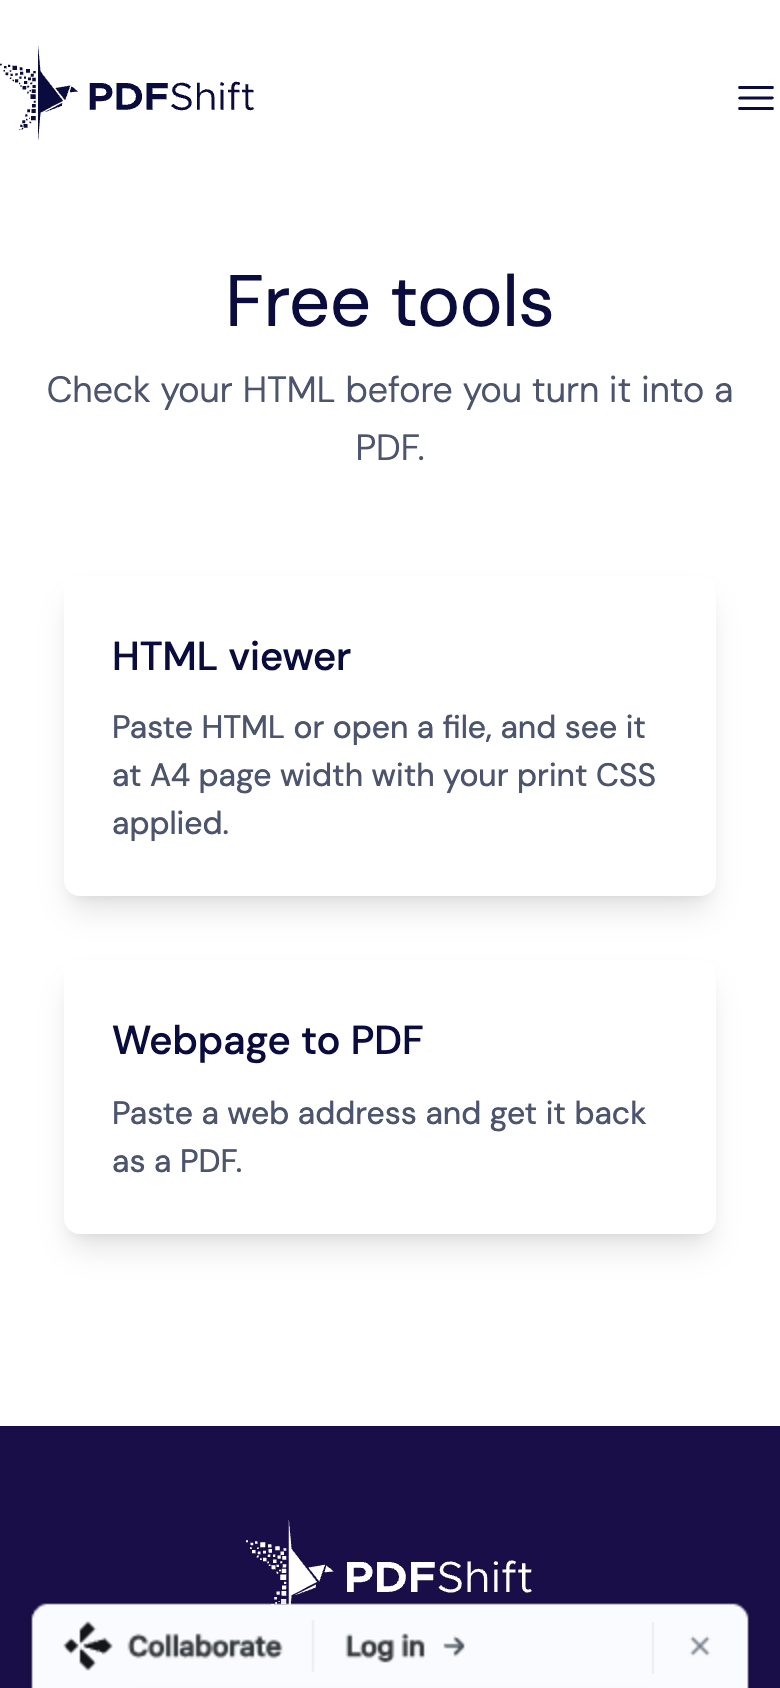 PDFShift
Free tools
Check your HTML before you turn it into a
PDF.
HTML viewer
Paste HTML or open a file, and see it
at A4 page width with your print CSS
applied.
Webpage to PDF
Paste a web address and get it back
as a PDF.
PDFShift
Collaborate
Log in →